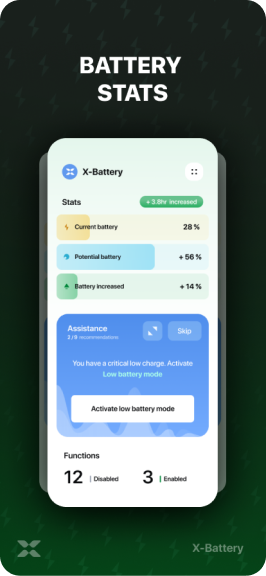 BATTERY
STATS
X-Battery
Stats
+ 3.8hr increased
Current battery
28 %
Potential battery
+ 56 %
Battery increased
+ 14 %
Assistance
Skip
2 / 9 recommendations
You have a critical low charge. Activate
Low battery mode
Activate low battery mode
Functions
12 Disabled
3 Enabled
X-Battery